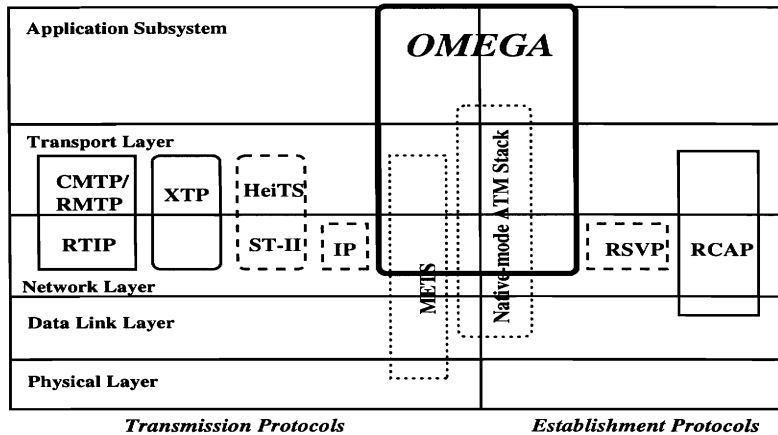 Application Subsystem
OMEGA
Transport Layer
CMTP/
RMTP
XTP
HeiTS
RTIP
ST-II
IP
METS
Native-mode ATM Stack
RSVP
RCAP
Network Layer
Data Link Layer
Physical Layer
Transmission Protocols
Establishment Protocols